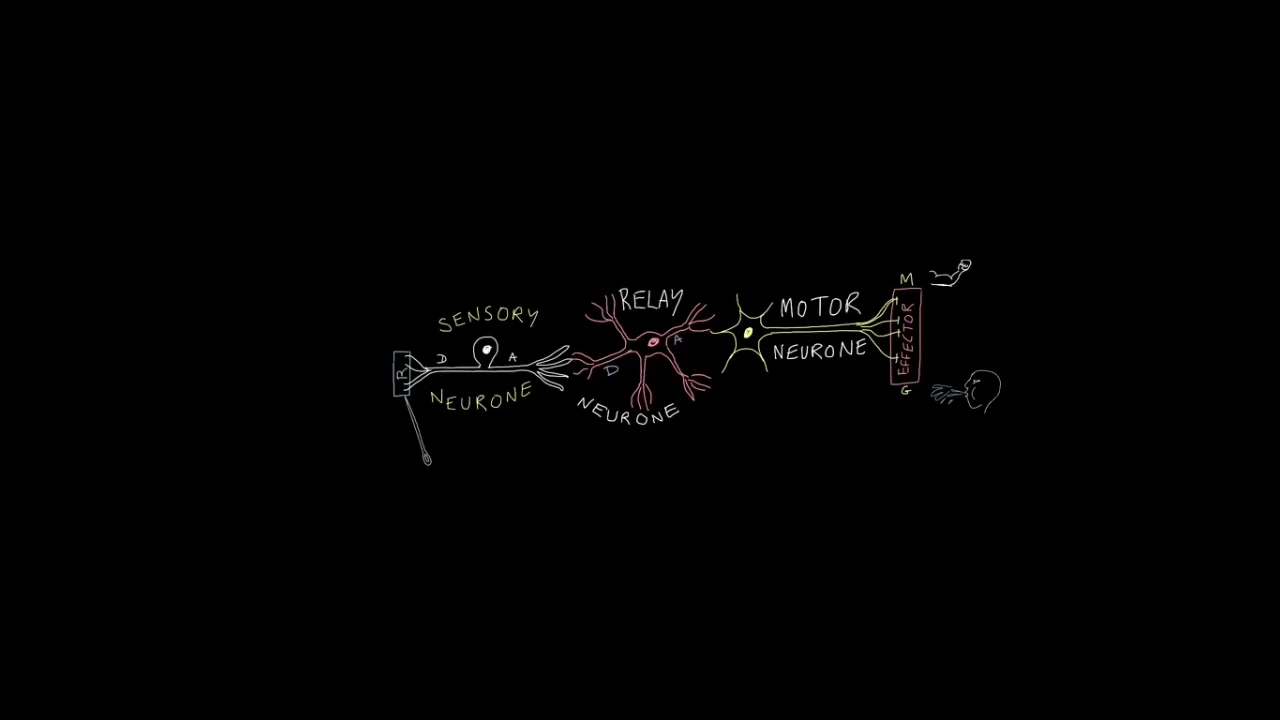 R
D
SENSORY
A
NEURONE
RELAY
D
A
NEURONE
MOTOR
NEURONE
M
EFFECTOR
G